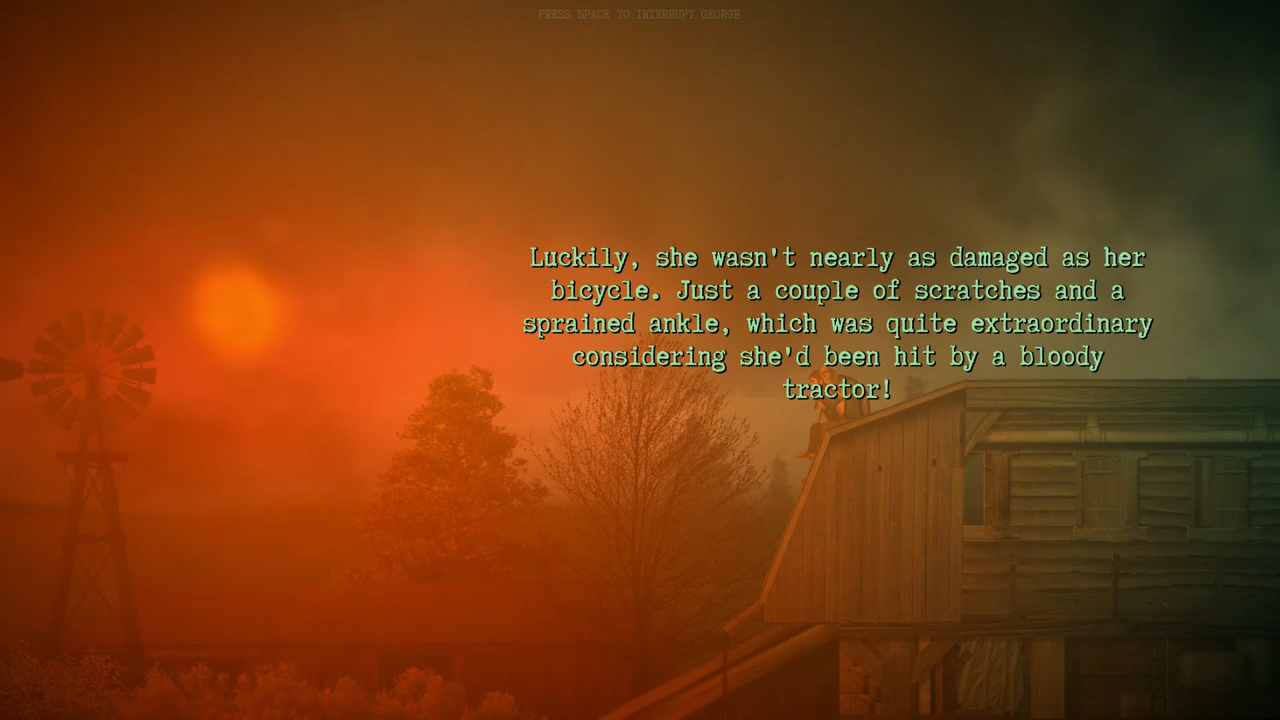 PRESS SPACE TO INTERRUPT GEORGE
Luckily, she wasn't nearly as damaged as her
bicycle. Just a couple of scratches and a
sprained ankle, which was quite extraordinary
considering she'd been hit by a bloody
tractor!